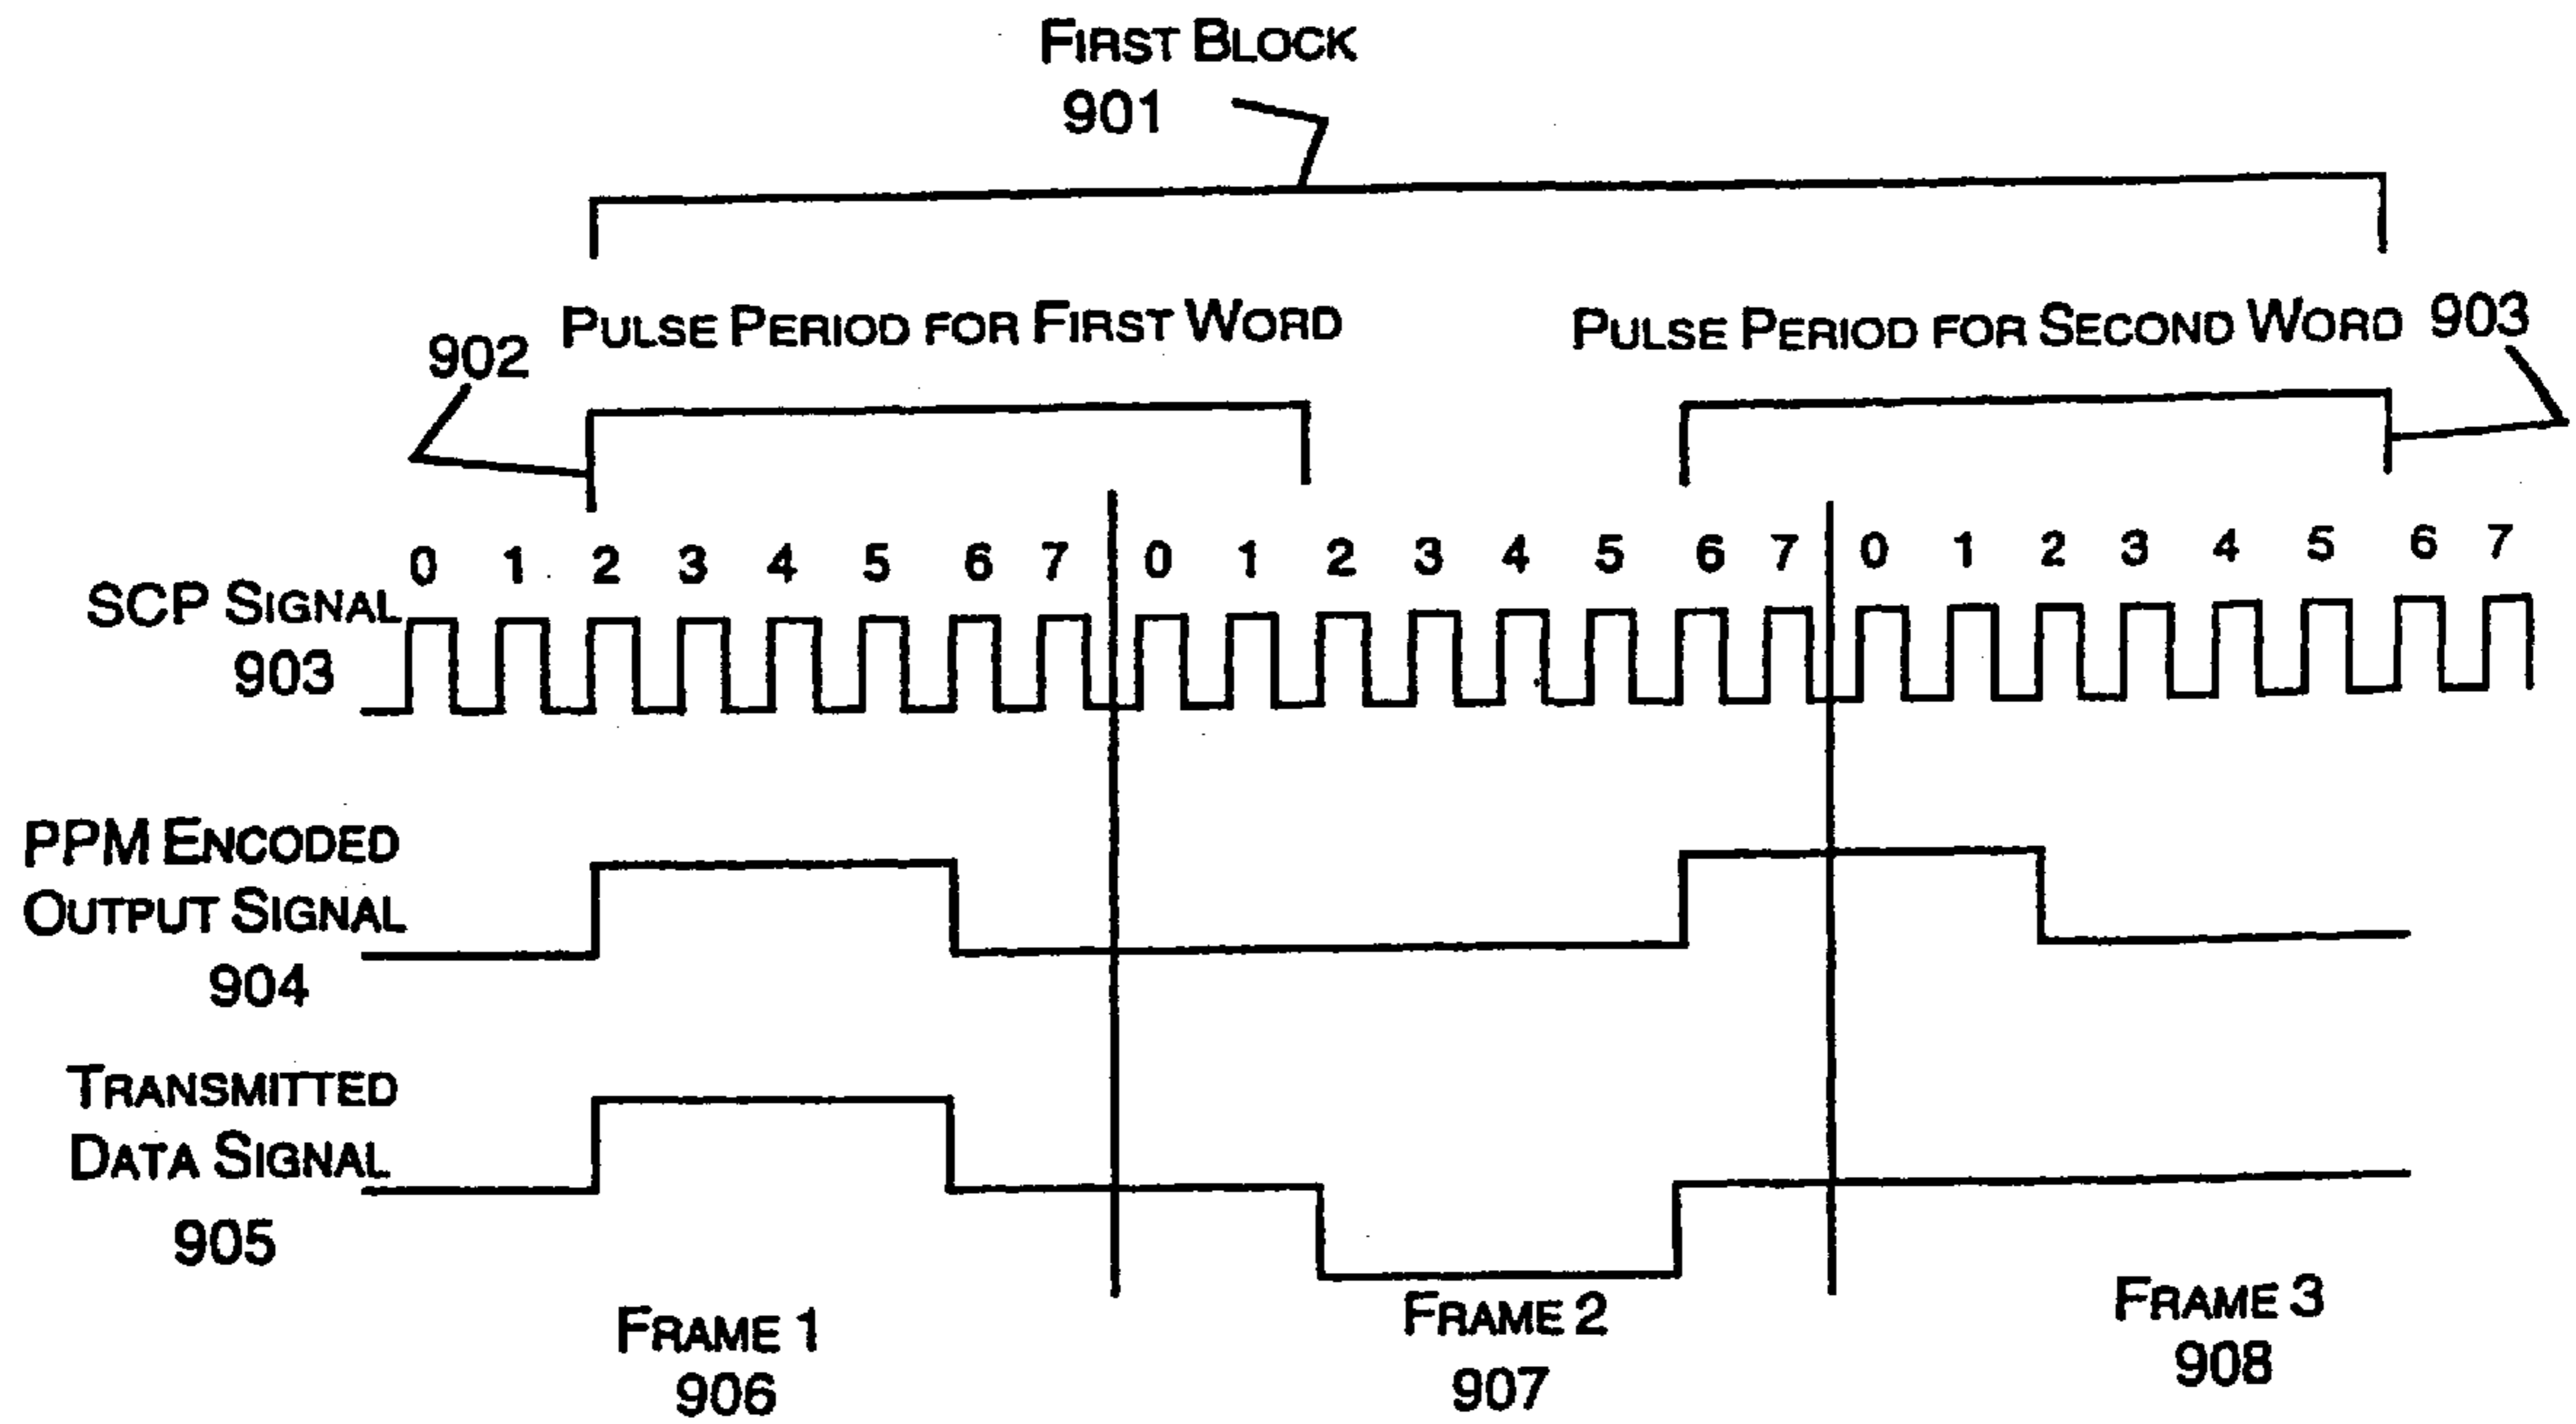 FIRST BLOCK
901
902
PULSE PERIOD FOR FIRST WORD
PULSE PERIOD FOR SECOND WORD 903
0 1 2 3 4 5 6 7 0 1 2 3 4 5 6 7 0 1 2 3 4 5 6 7
SCP SIGNAL
903
PPM ENCODED
OUTPUT SIGNAL
904
TRANSMITTED
DATA SIGNAL
905
FRAME 1
906
FRAME 2
907
FRAME 3
908